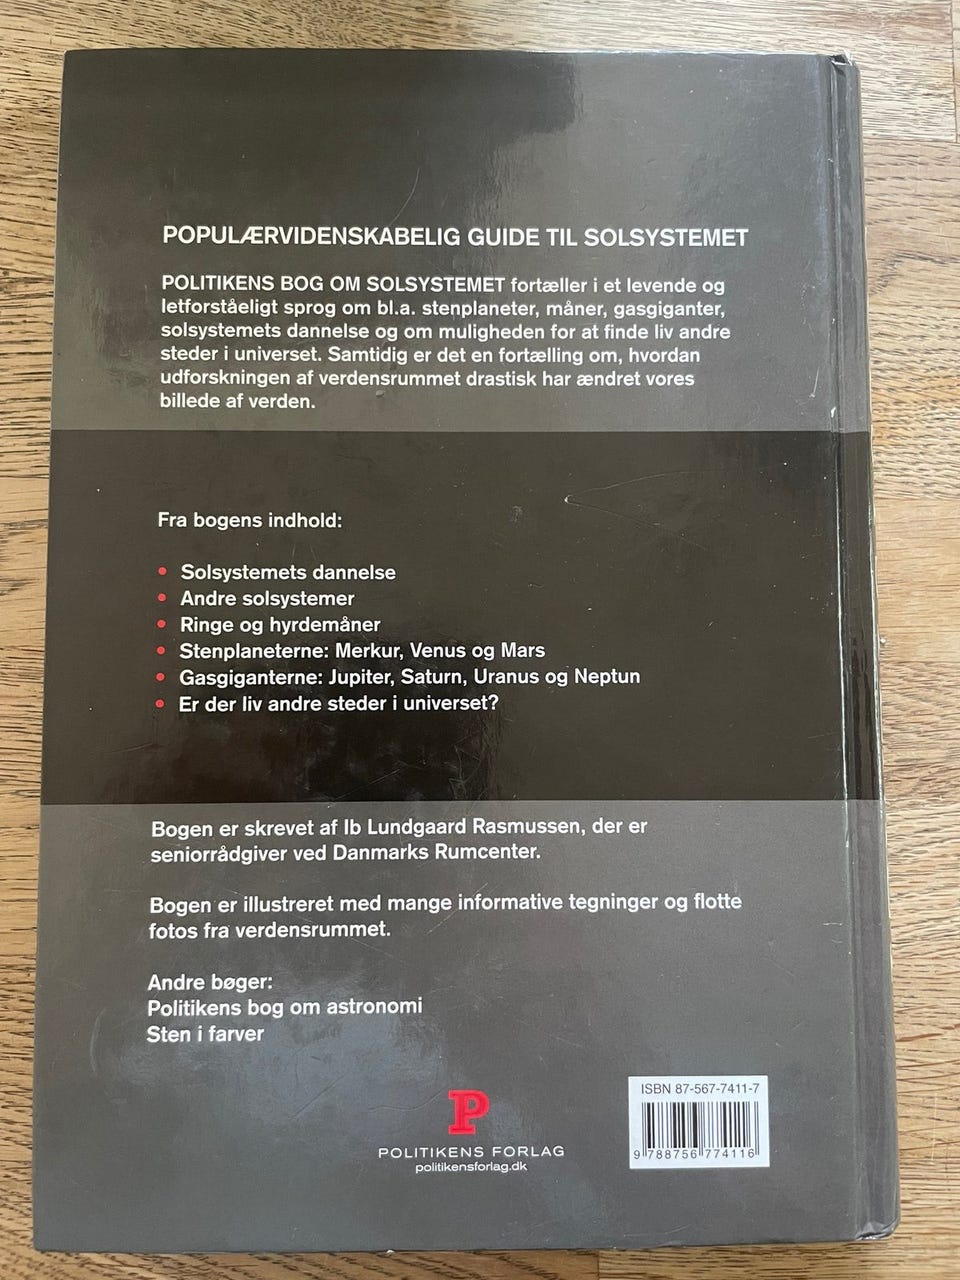 POPULÆRVIDENSKABELIG GUIDE TIL SOLSYSTEMET
POLITIKENS BOG OM SOLSYSTEMET fortæller i et levende og
letforståeligt sprog om bl.a. stenplaneter, måner, gasgiganter,
solsystemets dannelse og om muligheden for at finde liv andre
steder i universet. Samtidig er det en fortælling om, hvordan
udforskningen af verdensrummet drastisk har ændret vores
billede af verden.
Fra bogens indhold:
• Solsystemets dannelse
• Andre solsystemer
• Ringe og hyrdemåner
• Stenplaneterne: Merkur, Venus og Mars
• Gasgiganterne: Jupiter, Saturn, Uranus og Neptun
• Er der liv andre steder i universet?
Bogen er skrevet af Ib Lundgaard Rasmussen, der er
seniorrådgiver ved Danmarks Rumcenter.
Bogen er illustreret med mange informative tegninger og flotte
fotos fra verdensrummet.
Andre bøger:
Politikens bog om astronomi
Sten i farver
P
POLITIKENS FORLAG
politikensforlag.dk
ISBN 87-567-7411-7
9 788756 774116